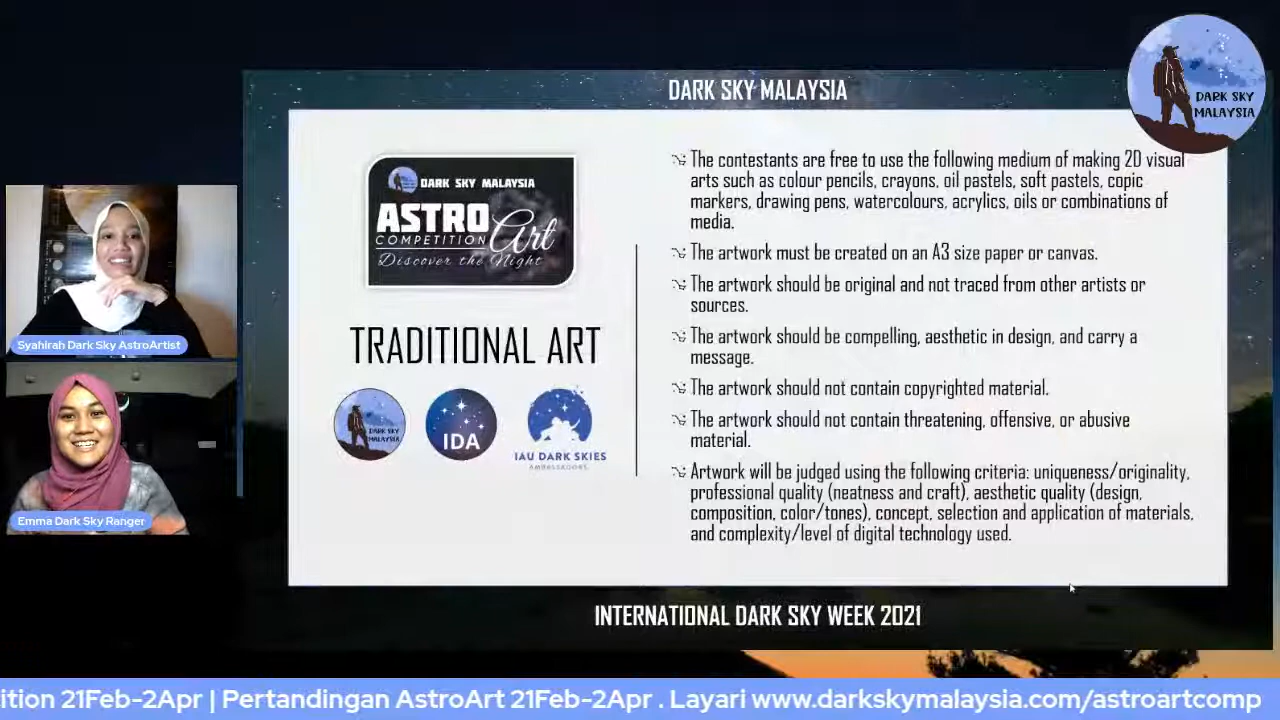 DARK SKY MALAYSIA
DARK SKY
MALAYSIA
DARK SKY MALAYSIA
ASTRO
COMPETITION Art
Discover the Night
TRADITIONAL ART
DARK SKY
MALAYSIA
IDA
IAU DARK SKIES
AMBASSADORS
The contestants are free to use the following medium of making 2D visual
arts such as colour pencils, crayons, oil pastels, soft pastels, copic
markers, drawing pens, watercolours, acrylics, oils or combinations of
media.
The artwork must be created on an A3 size paper or canvas.
The artwork should be original and not traced from other artists or
sources.
The artwork should be compelling, aesthetic in design, and carry a
message.
The artwork should not contain copyrighted material.
The artwork should not contain threatening, offensive, or abusive
material.
Artwork will be judged using the following criteria: uniqueness/originality,
professional quality (neatness and craft), aesthetic quality (design,
composition, color/tones), concept, selection and application of materials,
and complexity/level of digital technology used.
Syahirah Dark Sky AstroArtist
Emma Dark Sky Ranger
INTERNATIONAL DARK SKY WEEK 2021
ition 21Feb-2Apr | Pertandingan AstroArt 21Feb-2Apr . Layari www.darkskymalaysia.com/astroartcomp